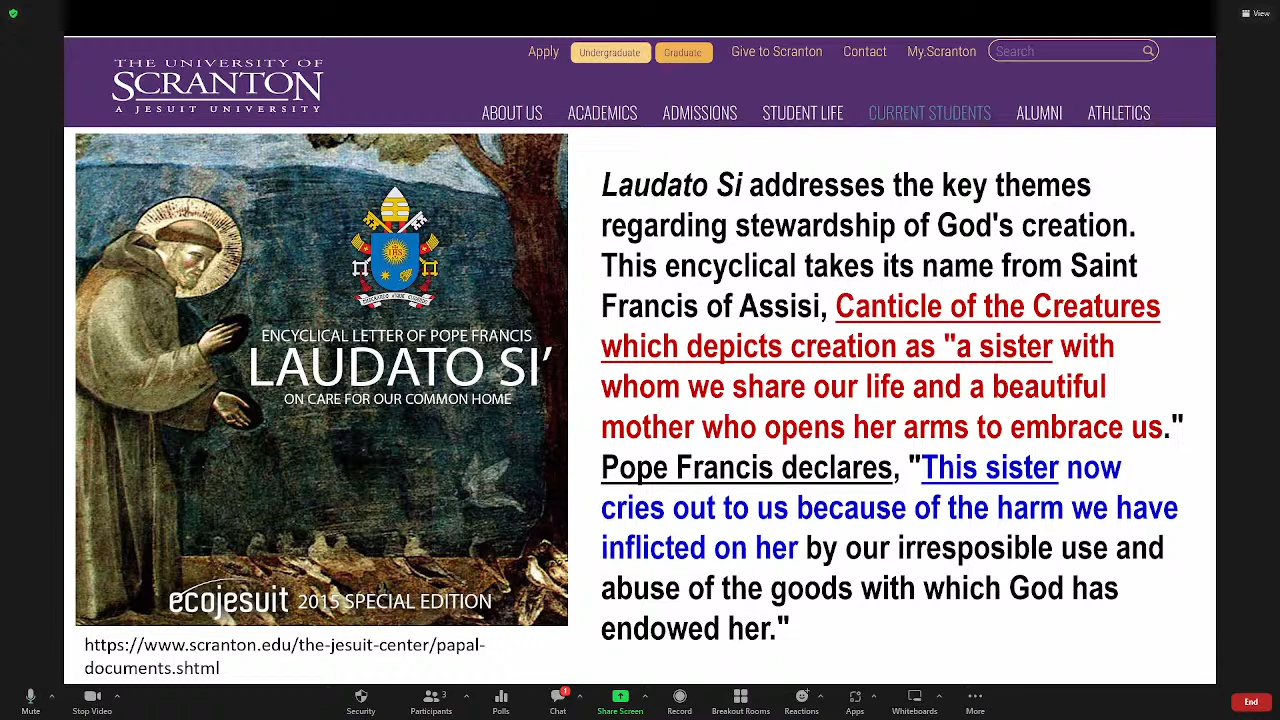 View
THE UNIVERSITY OF
SCRANTON
A JESUIT UNIVERSITY
Apply Undergraduate Graduate Give to Scranton Contact My.Scranton Search
ABOUT US ACADEMICS ADMISSIONS STUDENT LIFE CURRENT STUDENTS ALUMNI ATHLETICS
IHS
ENCYCLICAL LETTER OF POPE FRANCIS
LAUDATO SI’
ON CARE FOR OUR COMMON HOME
ecojesuit 2015 SPECIAL EDITION
https://www.scranton.edu/the-jesuit-center/papal-
documents.shtml
Laudato Si addresses the key themes
regarding stewardship of God's creation.
This encyclical takes its name from Saint
Francis of Assisi, Canticle of the Creatures
which depicts creation as "a sister with
whom we share our life and a beautiful
mother who opens her arms to embrace us."
Pope Francis declares, "This sister now
cries out to us because of the harm we have
inflicted on her by our irresposible use and
abuse of the goods with which God has
endowed her."
Mute Stop Video Security Participants 3 Polls Chat 1 Share Screen Record Breakout Rooms Reactions Apps Whiteboards More End